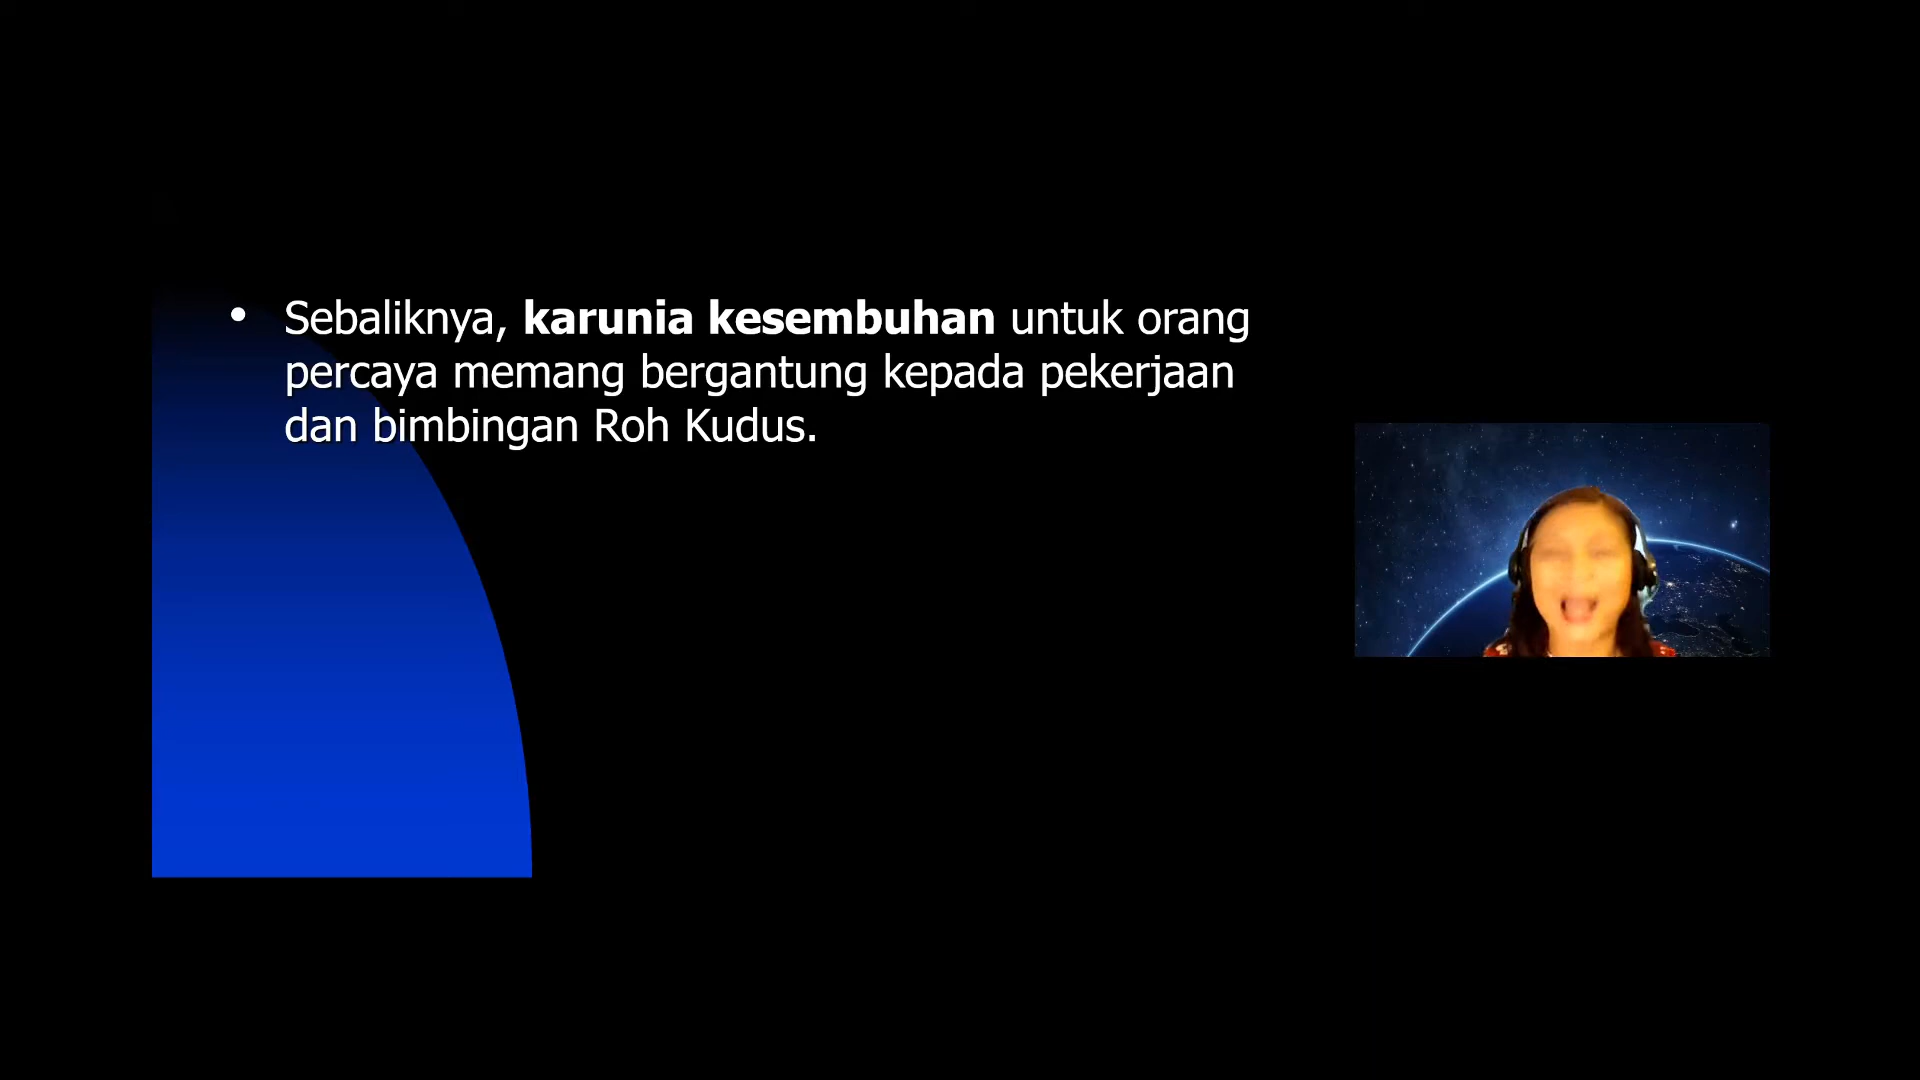 • Sebaliknya, karunia kesembuhan untuk orang
percaya memang bergantung kepada pekerjaan
dan bimbingan Roh Kudus.